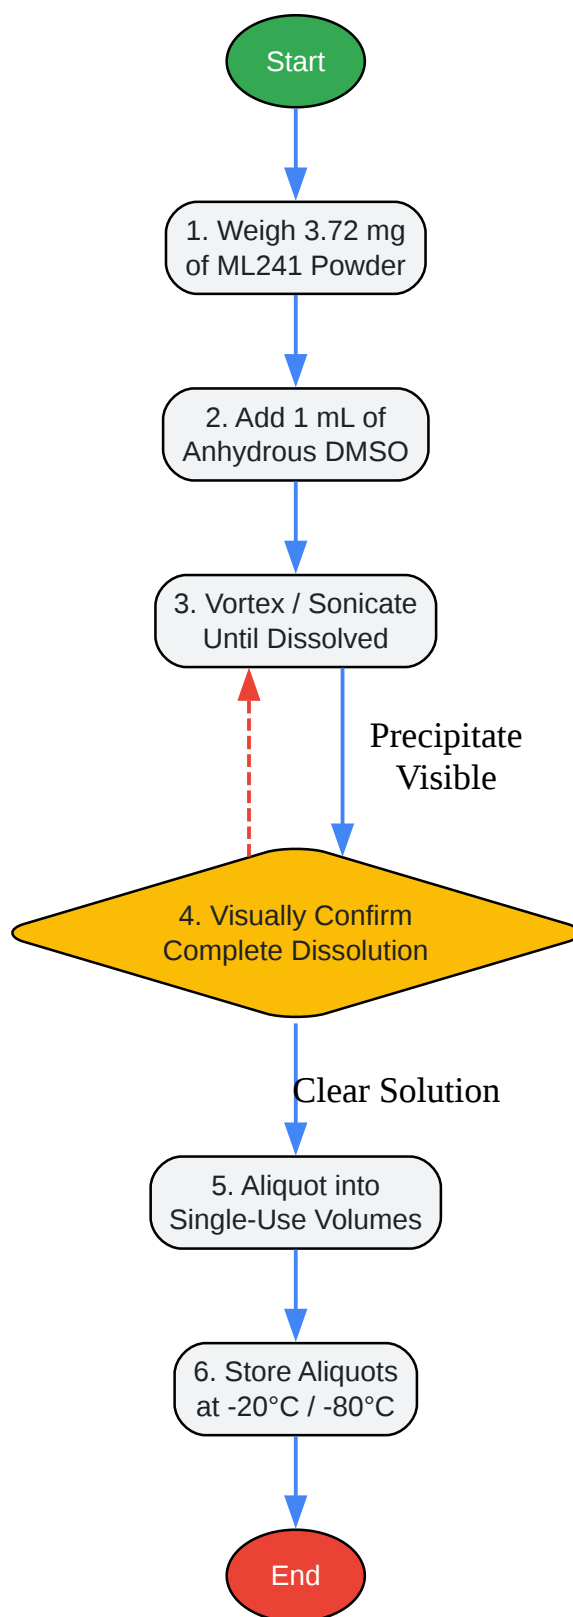 Start
1. Weigh 3.72 mg
of ML241 Powder
2. Add 1 mL of
Anhydrous DMSO
3. Vortex / Sonicate
Until Dissolved
Precipitate
Visible
4. Visually Confirm
Complete Dissolution
Clear Solution
5. Aliquot into
Single-Use Volumes
6. Store Aliquots
at -20°C / -80°C
End